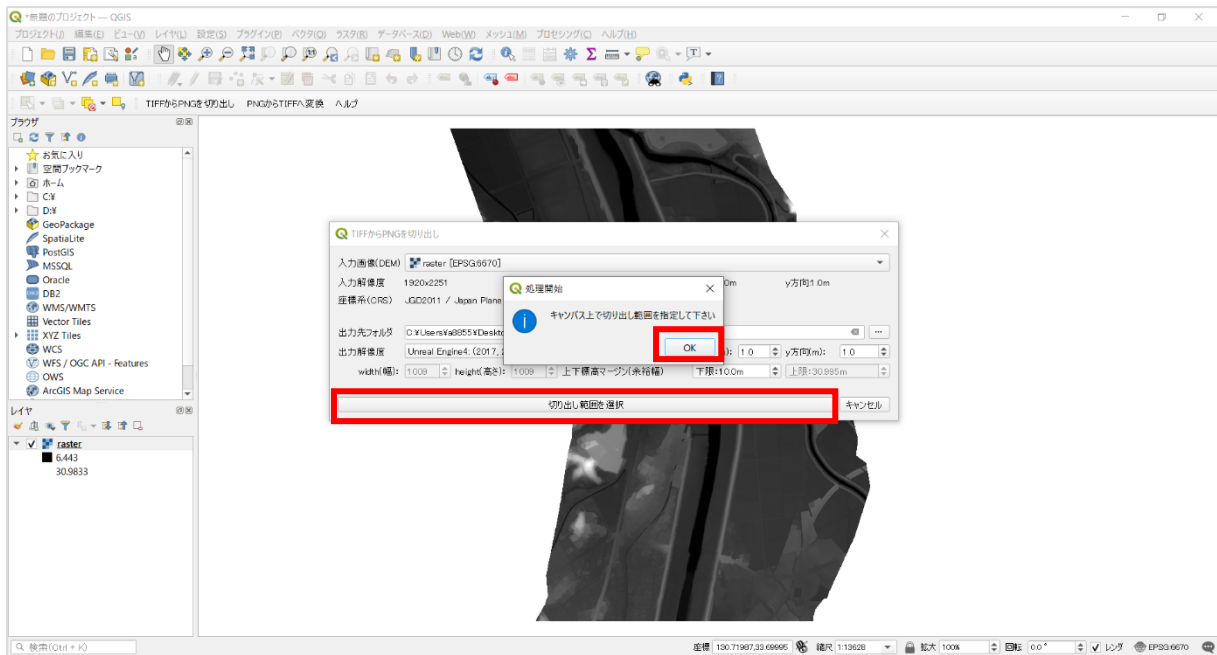 *無題のプロジェクト — QGIS
プロジェクト(J) 編集(E) ビュー(V) レイヤ(L) 設定(S) プラグイン(P) ベクタ(O) ラスタ(R) データベース(D) Web(W) メッシュ(M) プロセシング(C) ヘルプ(H)
TIFFからPNGを切り出し PNGからTIFFへ変換 ヘルプ
ブラウザ
お気に入り
空間ブックマーク
ホーム
C:¥
D:¥
GeoPackage
SpatiaLite
PostGIS
MSSQL
Oracle
DB2
WMS/WMTS
Vector Tiles
XYZ Tiles
WCS
WFS / OGC API - Features
OWS
ArcGIS Map Service
レイヤ
raster
6.443
30.9833
TIFFからPNGを切り出し
入力画像(DEM) raster [EPSG:6670]
入力解像度 1920x2251 0m y方向:1.0m
座標系(CRS) JGD2011 / Japan Plane
出力先フォルダ C:¥Users¥a8855¥Deskto
出力解像度 Unreal Engine4: (2017, ): 1.0 y方向(m): 1.0
width(幅): 1009 height(高さ): 1009 上下標高マージン(余裕幅) 下限:10.0m 上限:30.995m
切り出し範囲を選択 キャンセル
処理開始
キャンバス上で切り出し範囲を指定して下さい
OK
検索(Ctrl + K)
座標 130.71987,33.69995 縮尺 1:13628 拡大 100% 回転 0.0° レンダ EPSG:6670